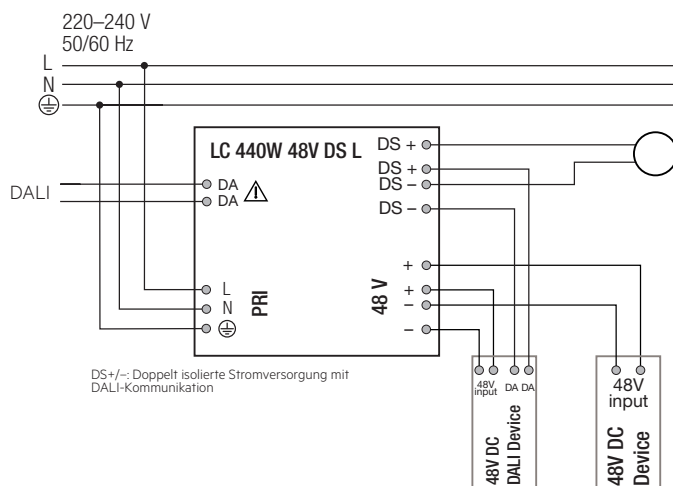 220–240 V
50/60 Hz
L
N
LC 440W 48V DS L
DS +
DS +
DS –
DS –
DALI
DA
DA
+
+
–
–
48 V
L
N
PRI
DS+/–: Doppelt isolierte Stromversorgung mit
DALI-Kommunikation
48V
input
DA DA
48V DC
DALI Device
48V
input
48V DC
Device